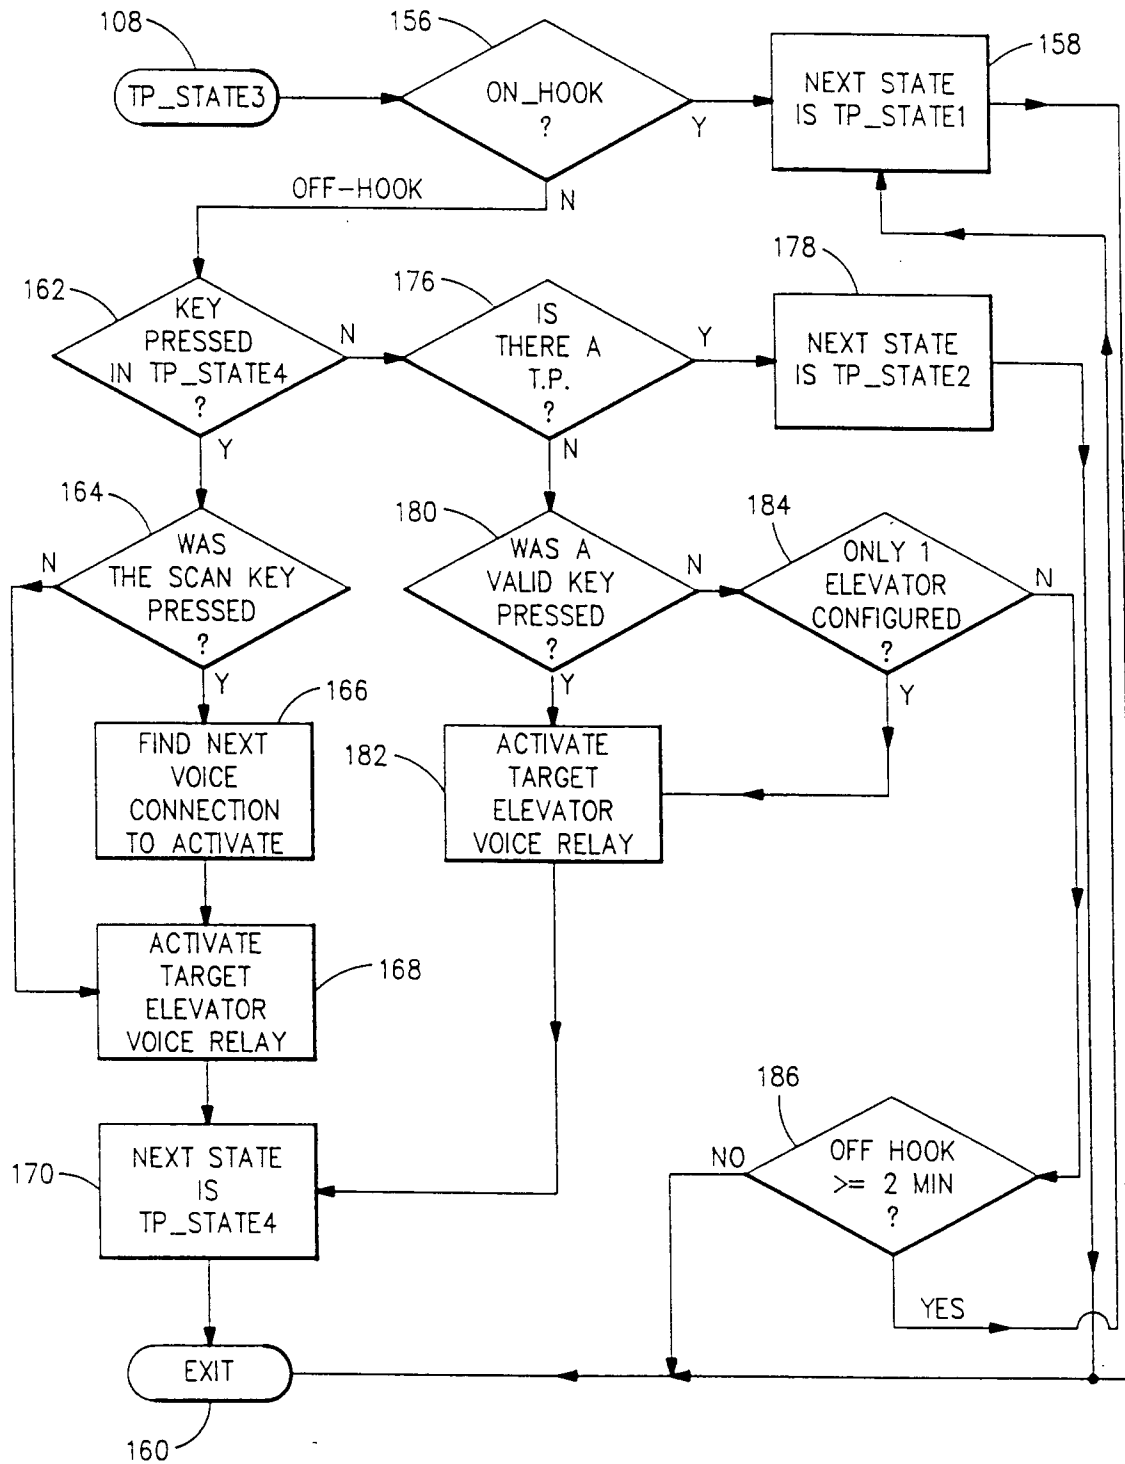 108
TP_STATE3
156
ON_HOOK
?
Y
N
158
NEXT STATE
IS TP_STATE1
OFF-HOOK
162
KEY
PRESSED
IN TP_STATE4
?
N
Y
176
IS
THERE A
T.P.
?
Y
N
178
NEXT STATE
IS TP_STATE2
164
WAS
THE SCAN KEY
PRESSED
?
N
Y
180
WAS A
VALID KEY
PRESSED
?
N
Y
184
ONLY 1
ELEVATOR
CONFIGURED
?
N
Y
166
FIND NEXT
VOICE
CONNECTION
TO ACTIVATE
182
ACTIVATE
TARGET
ELEVATOR
VOICE RELAY
168
ACTIVATE
TARGET
ELEVATOR
VOICE RELAY
170
NEXT STATE
IS
TP_STATE4
186
OFF HOOK
>= 2 MIN
?
NO
YES
EXIT
160